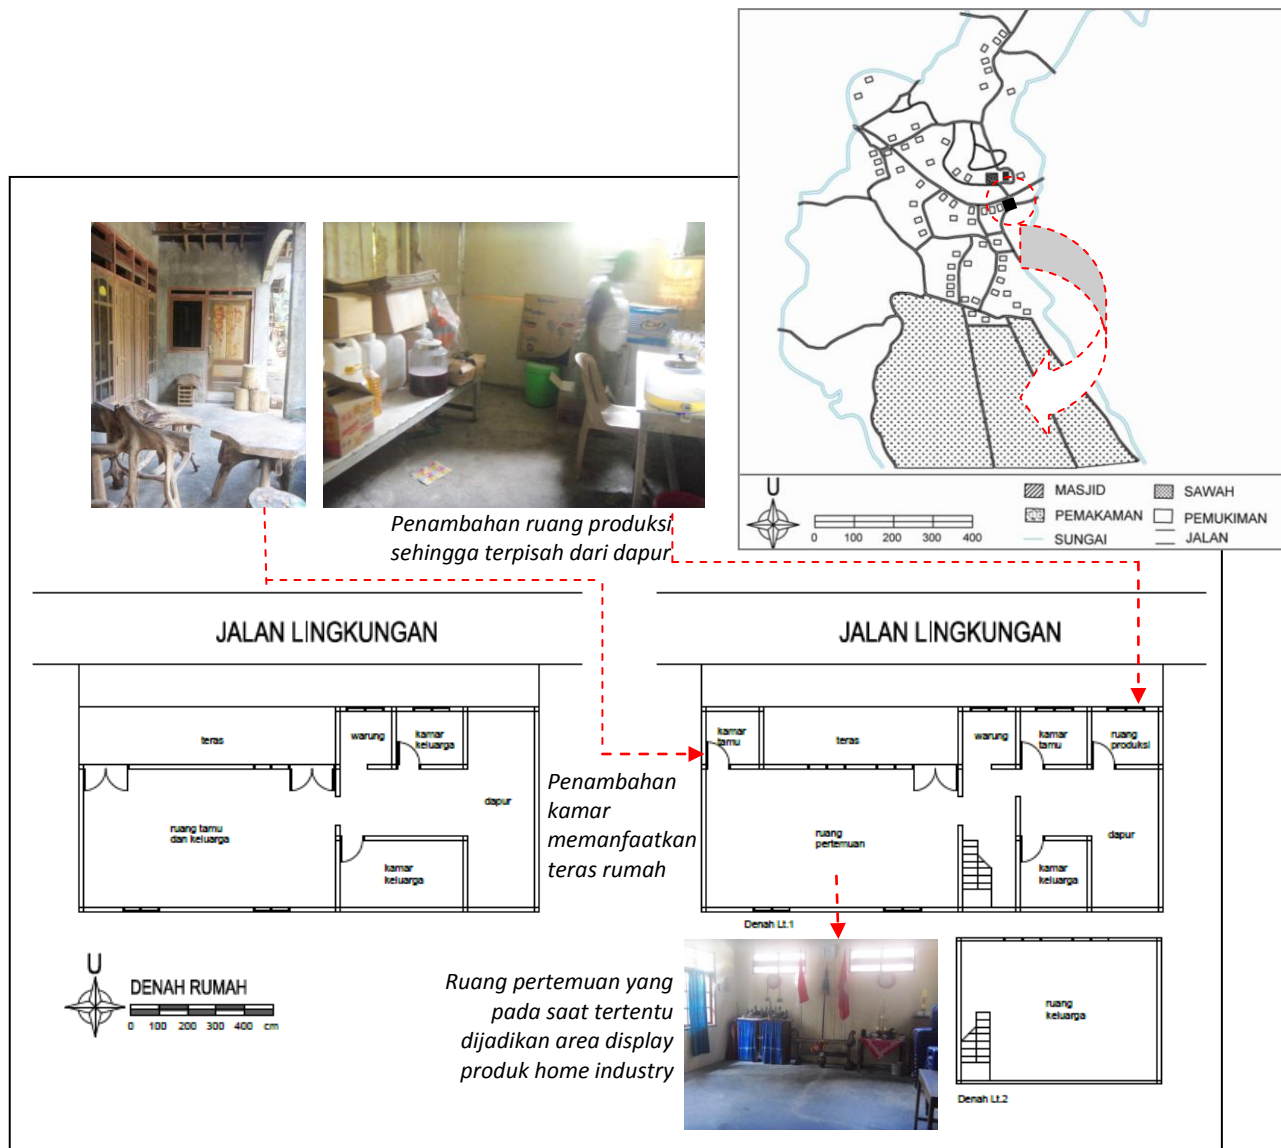 U
0 100 200 300 400
MASJID
PEMAKAMAN
SUNGAI
SAWAH
PEMUKIMAN
JALAN
Penambahan ruang produksi
sehingga terpisah dari dapur
JALAN LINGKUNGAN
teras
warung
kamar
keluarga
dapur
ruang tamu
dan keluarga
kamar
keluarga
Penambahan
kamar
memanfaatkan
teras rumah
JALAN LINGKUNGAN
kamar
tamu
teras
warung
kamar
tamu
ruang
produksi
ruang
pertemuan
dapur
kamar
keluarga
Denah Lt.1
U
DENAH RUMAH
0 100 200 300 400 cm
Ruang pertemuan yang
pada saat tertentu
dijadikan area display
produk home industry
ruang
keluarga
Denah Lt.2